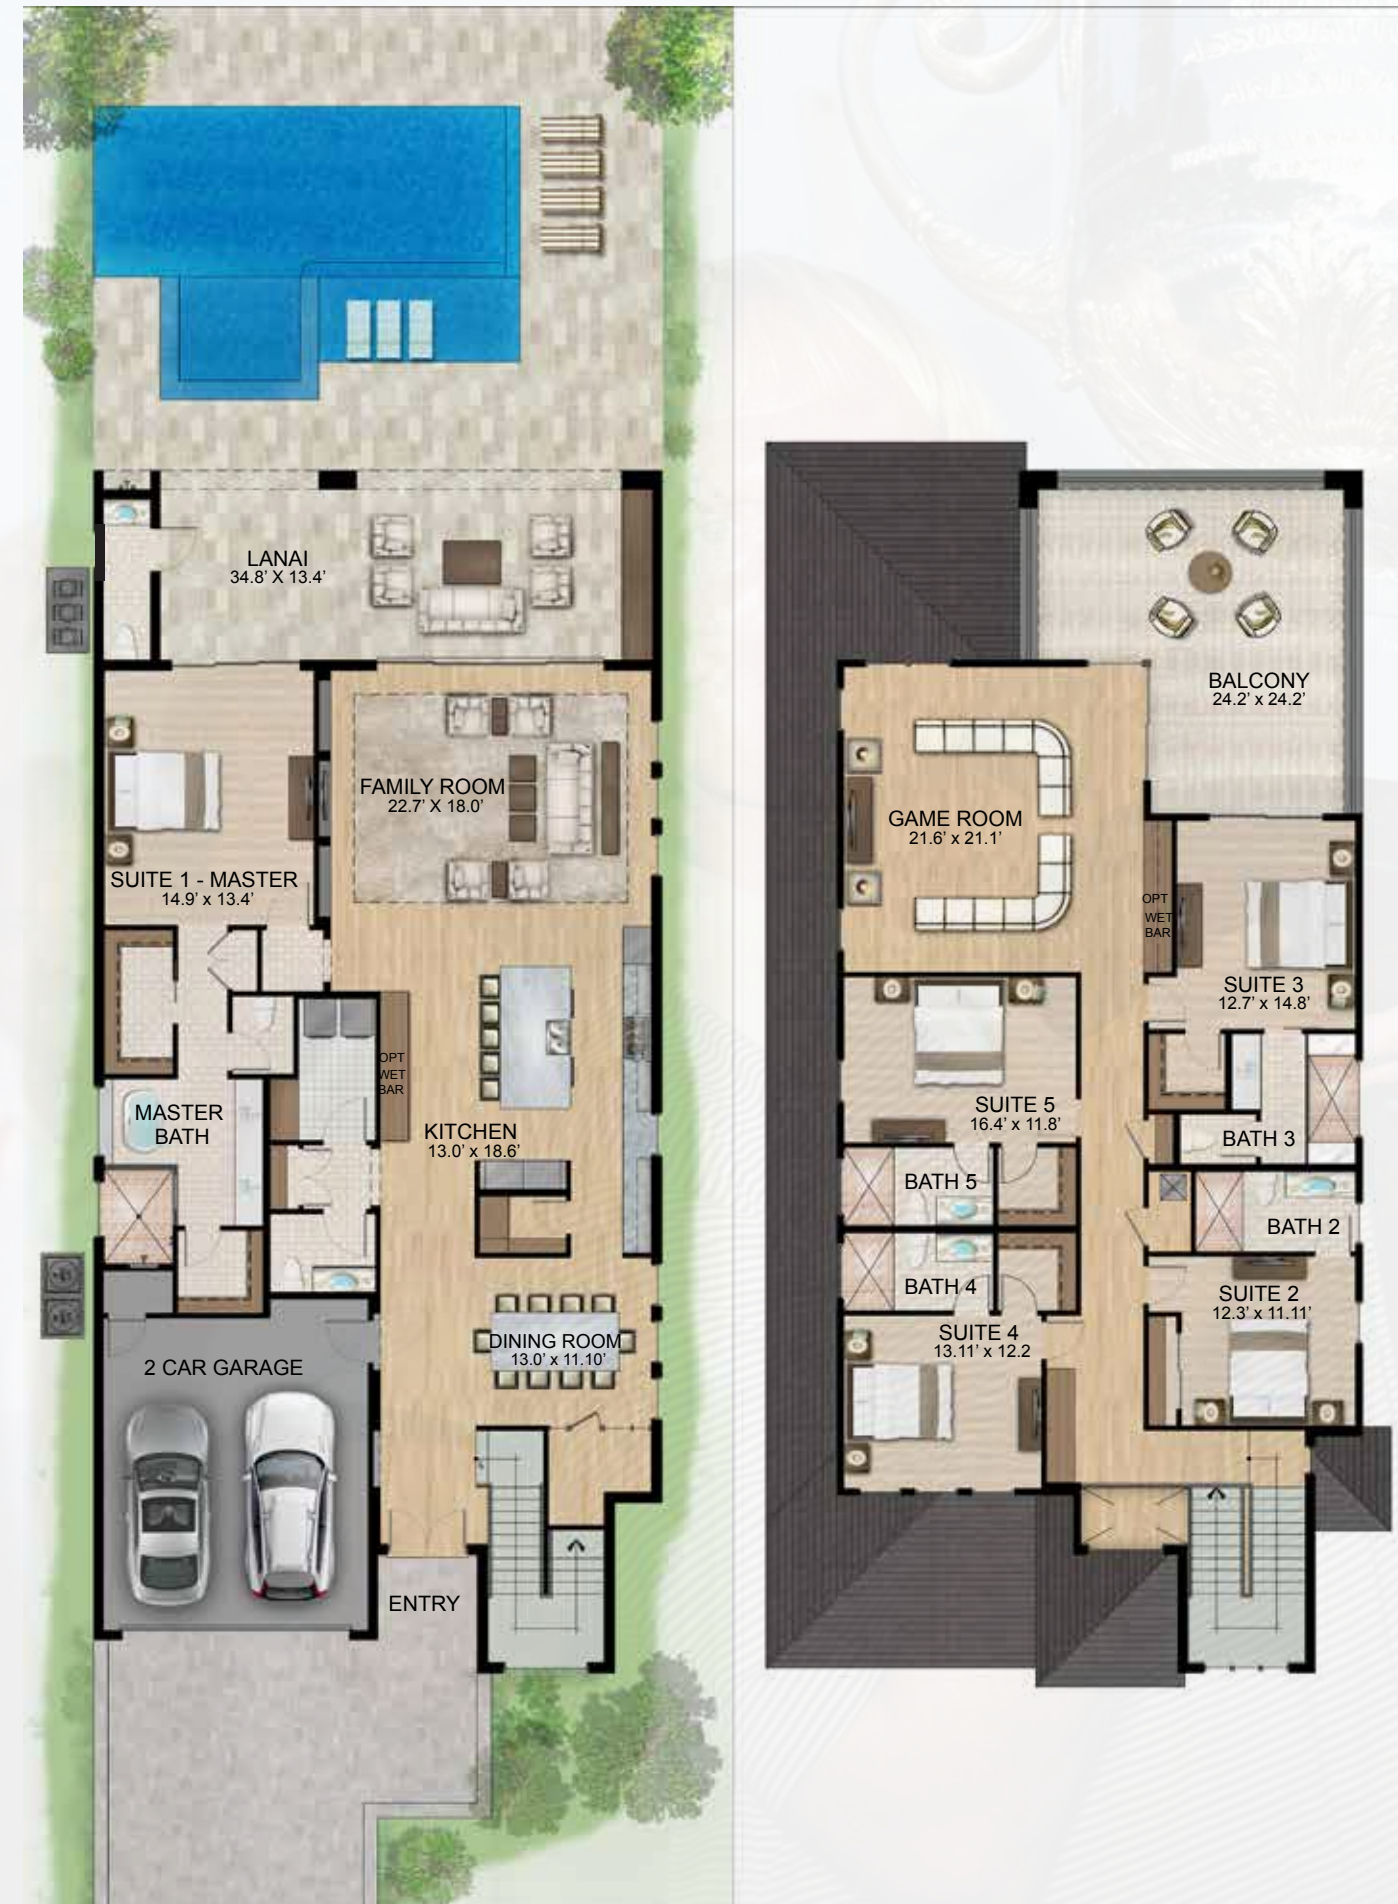 LANAI
34.8' X 13.4'
FAMILY ROOM
22.7' X 18.0'
SUITE 1 - MASTER
14.9' x 13.4'
OPT
WET
BAR
MASTER
BATH
KITCHEN
13.0' x 18.6'
DINING ROOM
13.0' x 11.10'
2 CAR GARAGE
ENTRY
BALCONY
24.2' x 24.2'
GAME ROOM
21.6' x 21.1'
OPT
WET
BAR
SUITE 3
12.7' x 14.8'
SUITE 5
16.4' x 11.8'
BATH 3
BATH 5
BATH 2
BATH 4
SUITE 2
12.3' x 11.11'
SUITE 4
13.11' x 12.2